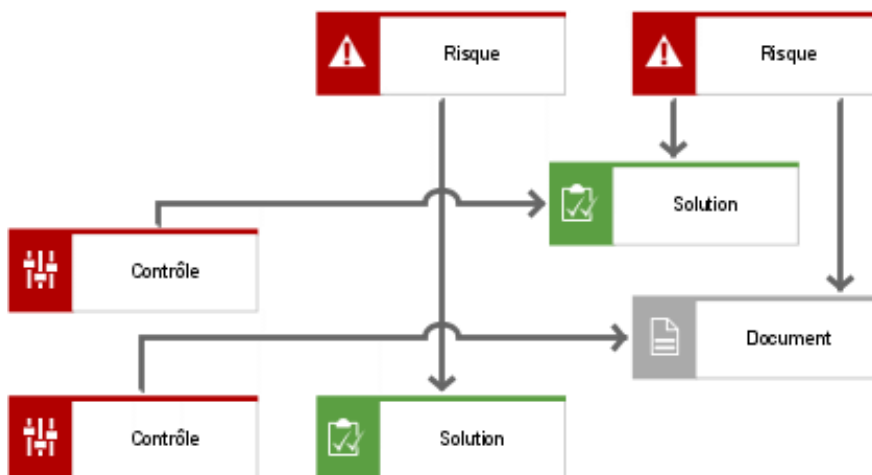 Risque
Risque
Solution
Contrôle
Document
Contrôle
Solution